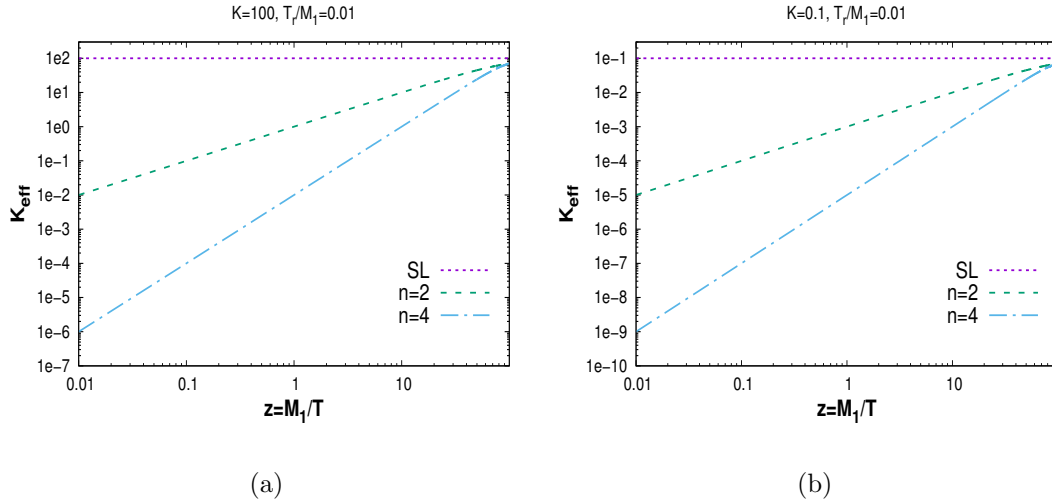 K=100, T_r/M_1=0.01
1e2
1e1
1e0
1e−1
1e−2
1e−3
1e−4
1e−5
1e−6
1e−7
K_eff
SL
n=2
n=4
0.01 0.1 1 10
z=M_1/T
(a)
K=0.1, T_r/M_1=0.01
1e−1
1e−2
1e−3
1e−4
1e−5
1e−6
1e−7
1e−8
1e−9
1e−10
K_eff
SL
n=2
n=4
0.01 0.1 1 10
z=M_1/T
(b)